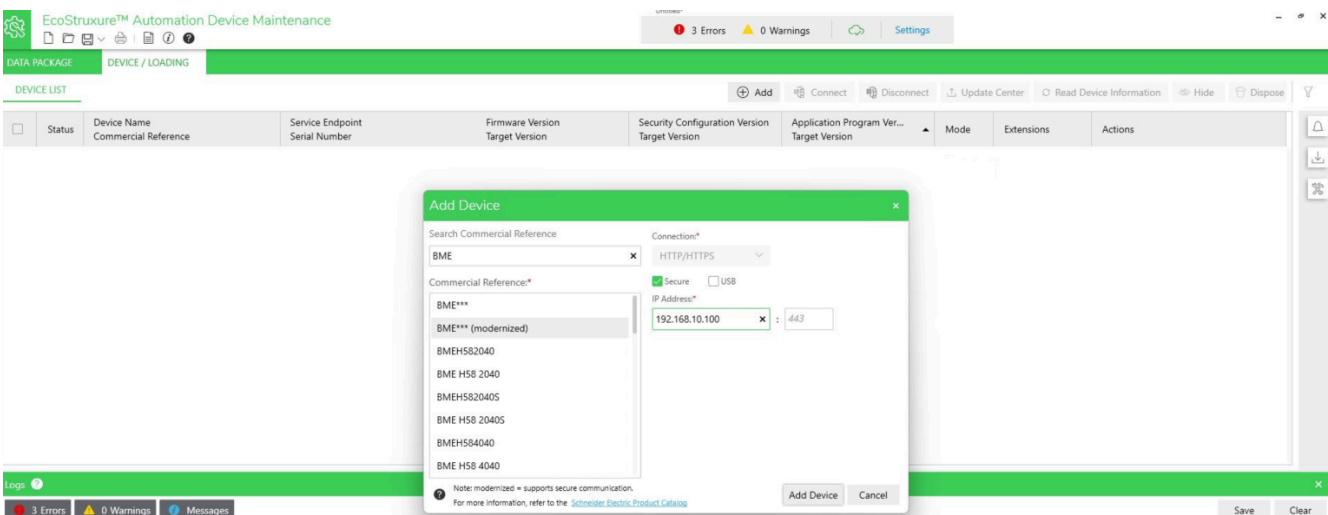 Untitled*
EcoStruxure™ Automation Device Maintenance
3 Errors 0 Warnings Settings
DATA PACKAGE DEVICE / LOADING
DEVICE LIST
Add Connect Disconnect Update Center Read Device Information Hide Dispose
Status Device Name Service Endpoint Firmware Version Security Configuration Version Application Program Ver... Mode Extensions Actions
Commercial Reference Serial Number Target Version Target Version Target Version
Add Device
Search Commercial Reference Connection:*
BME HTTP/HTTPS
Commercial Reference:* Secure USB
IP Address:*
BME***
192.168.10.100 : 443
BME*** (modernized)
BMEH582040
BME H58 2040
BMEH582040S
BME H58 2040S
BMEH584040
BME H58 4040
Note: modernized = supports secure communication.
For more information, refer to the Schneider Electric Product Catalog
Add Device Cancel
Logs
3 Errors 0 Warnings Messages Save Clear